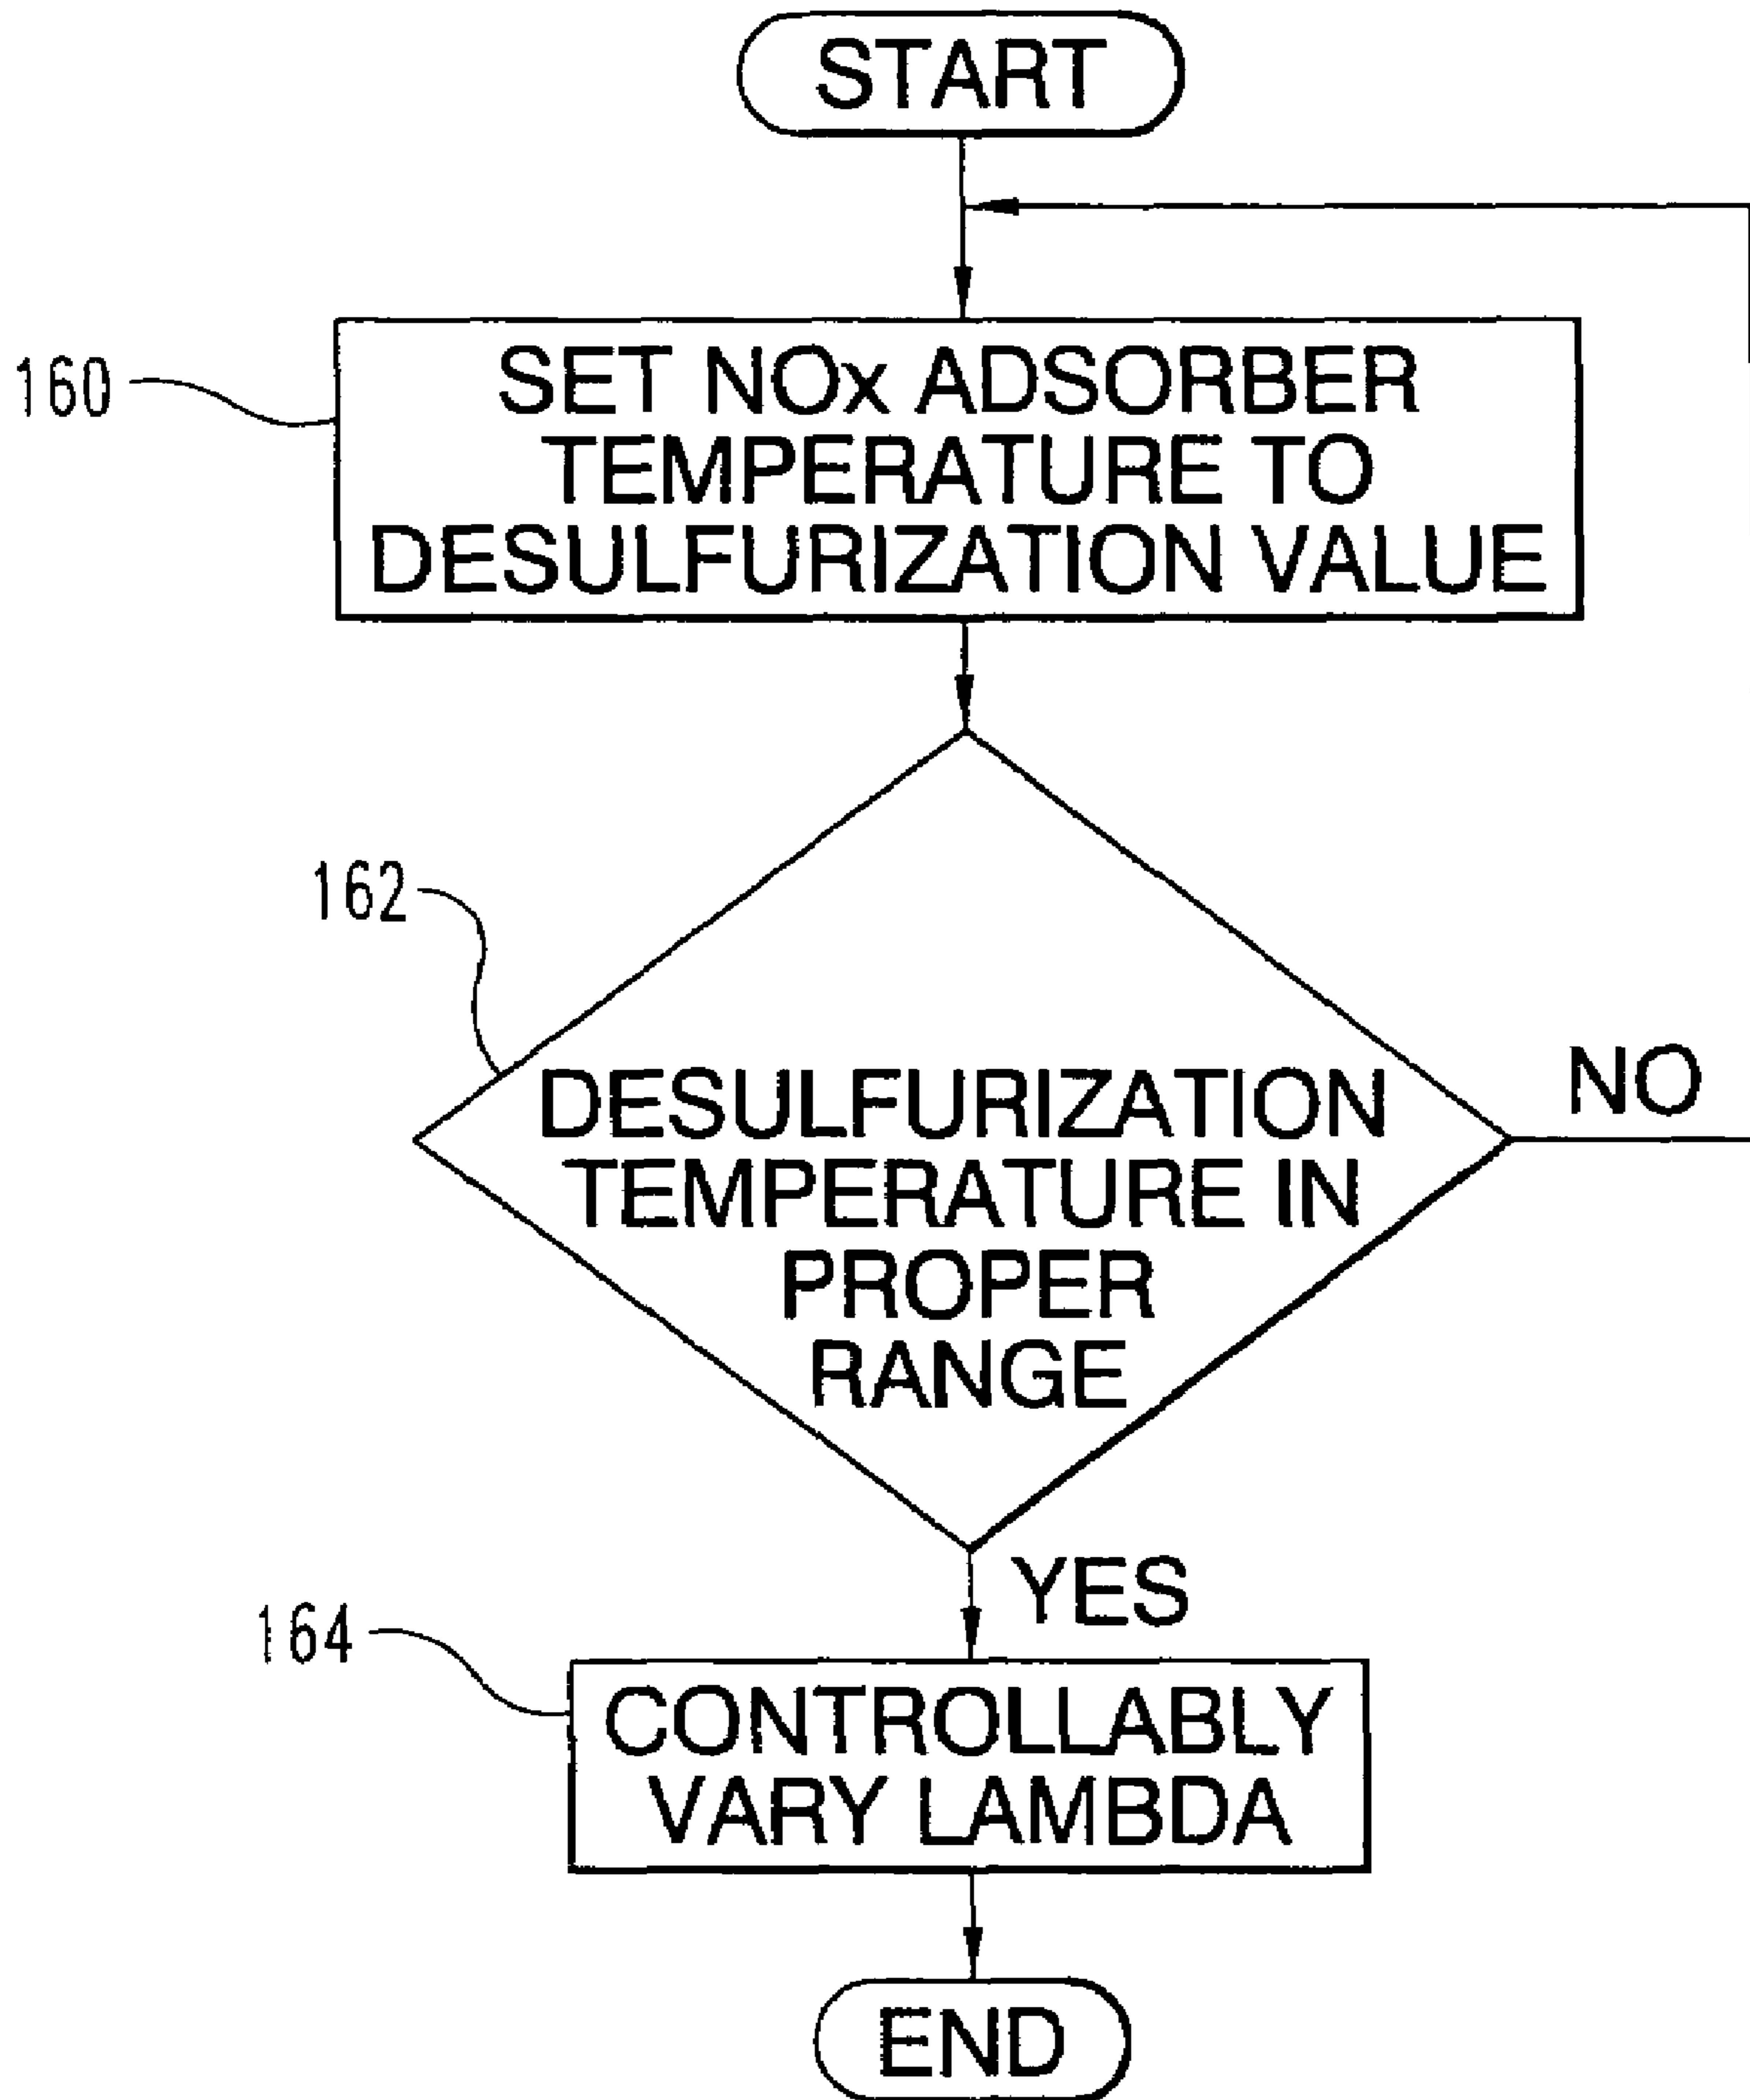 START
160
SET NOx ADSORBER
TEMPERATURE TO
DESULFURIZATION VALUE
162
DESULFURIZATION
TEMPERATURE IN
PROPER
RANGE
NO
YES
164
CONTROLLABLY
VARY LAMBDA
END